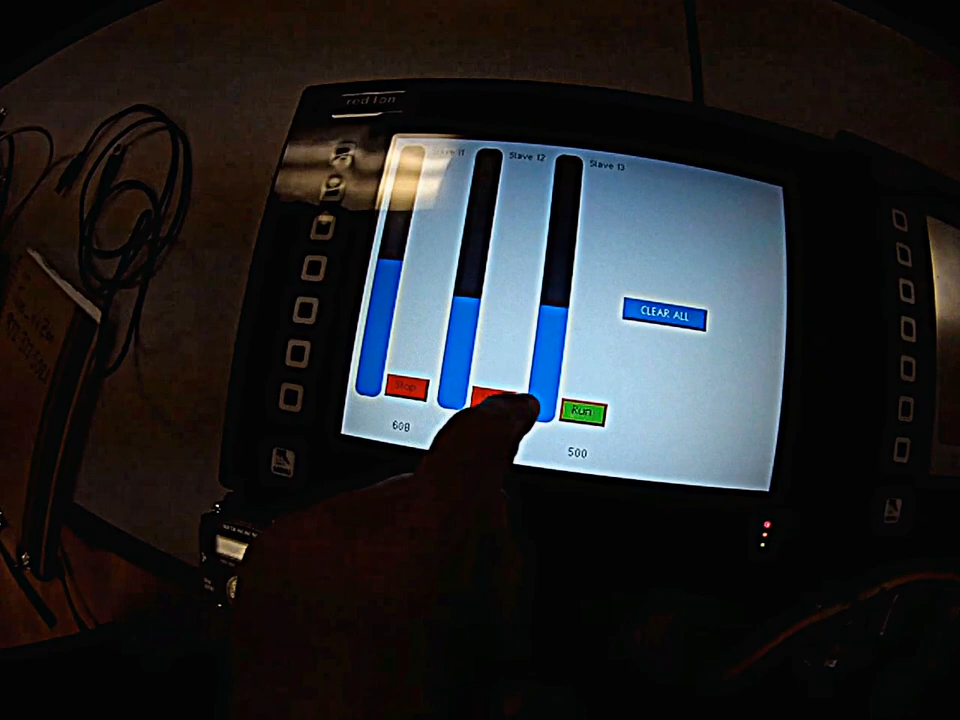 red lion
Slave 11
Slave 12
Slave 13
CLEAR ALL
Stop
Run
608
500